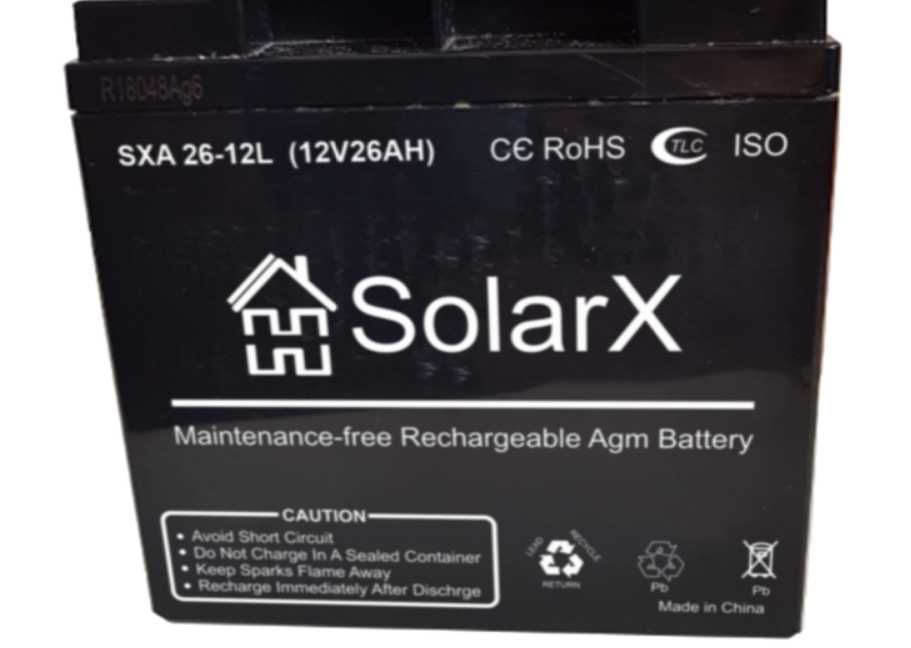 R18048Ag6
SXA 26-12L (12V26AH) CE RoHS TLC ISO
SolarX
Maintenance-free Rechargeable Agm Battery
CAUTION
• Avoid Short Circuit
• Do Not Charge In A Sealed Container
• Keep Sparks Flame Away
• Recharge Immediately After Dischrge
LEAD RECYCLE
RETURN
Pb
Pb
Made in China